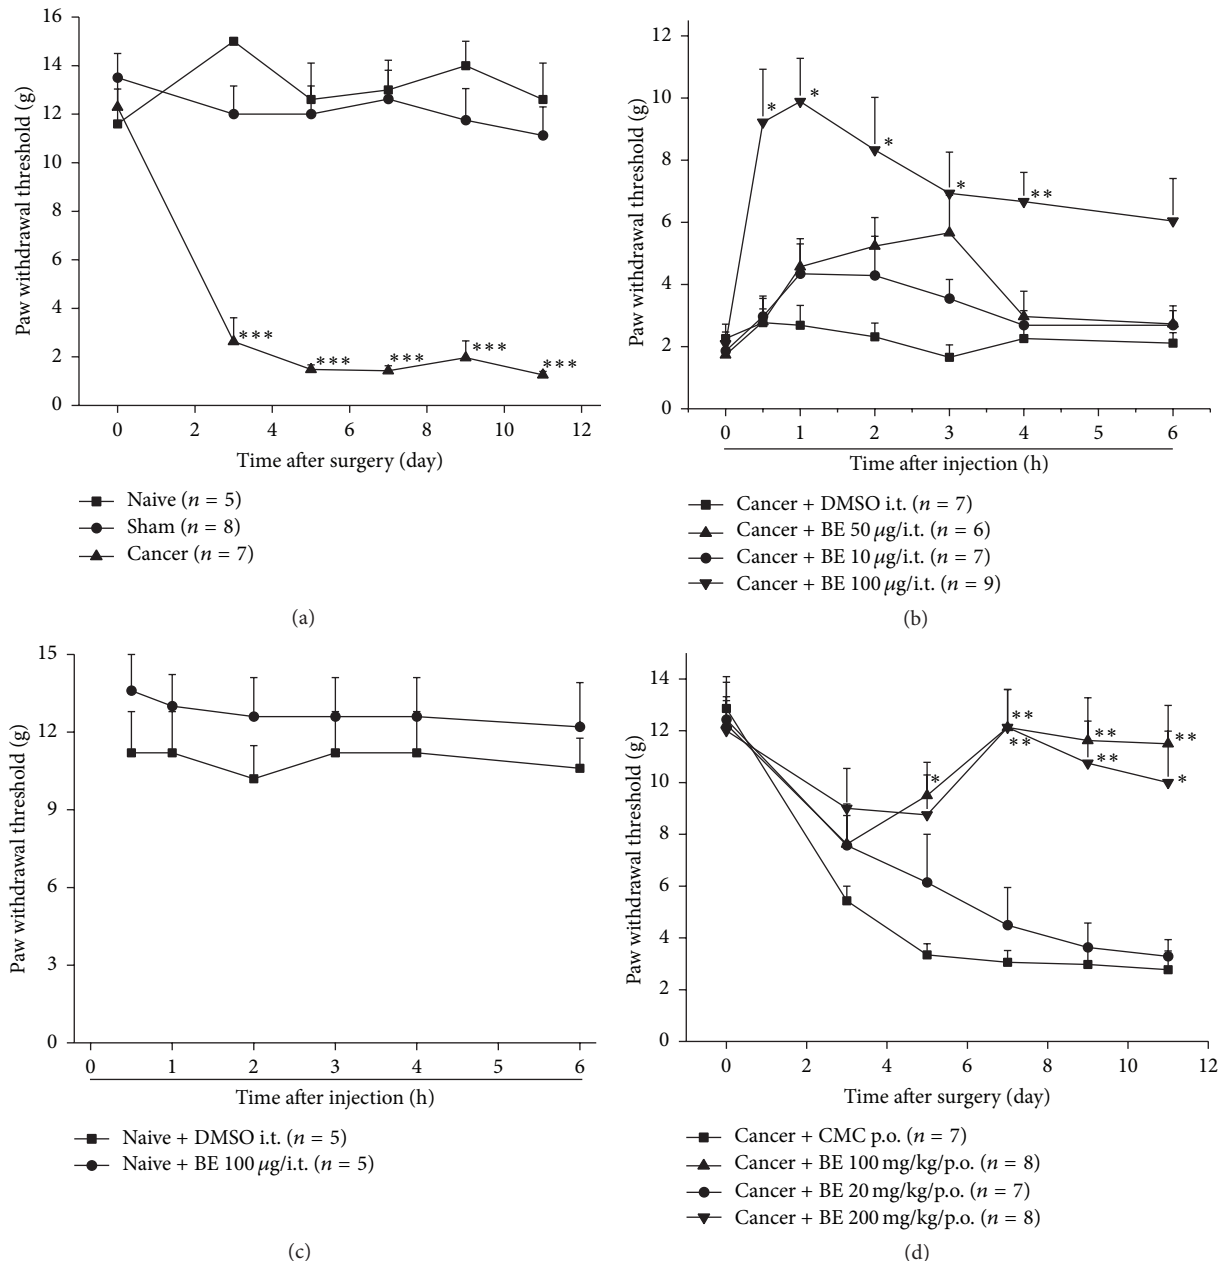 16
14
12
10
8
6
4
2
0
Paw withdrawal threshold (g)
***
***
***
***
***
0 2 4 6 8 10 12
Time after surgery (day)
Naive (n = 5)
Sham (n = 8)
Cancer (n = 7)
(a)
12
10
8
6
4
2
0
Paw withdrawal threshold (g)
*
*
*
*
**
0 1 2 3 4 5 6
Time after injection (h)
Cancer + DMSO i.t. (n = 7)
Cancer + BE 50 μg/i.t. (n = 6)
Cancer + BE 10 μg/i.t. (n = 7)
Cancer + BE 100 μg/i.t. (n = 9)
(b)
15
12
9
6
3
0
Paw withdrawal threshold (g)
0 1 2 3 4 5 6
Time after injection (h)
Naive + DMSO i.t. (n = 5)
Naive + BE 100 μg/i.t. (n = 5)
(c)
14
12
10
8
6
4
2
0
Paw withdrawal threshold (g)
*
**
**
**
**
**
*
0 2 4 6 8 10 12
Time after surgery (day)
Cancer + CMC p.o. (n = 7)
Cancer + BE 100 mg/kg/p.o. (n = 8)
Cancer + BE 20 mg/kg/p.o. (n = 7)
Cancer + BE 200 mg/kg/p.o. (n = 8)
(d)